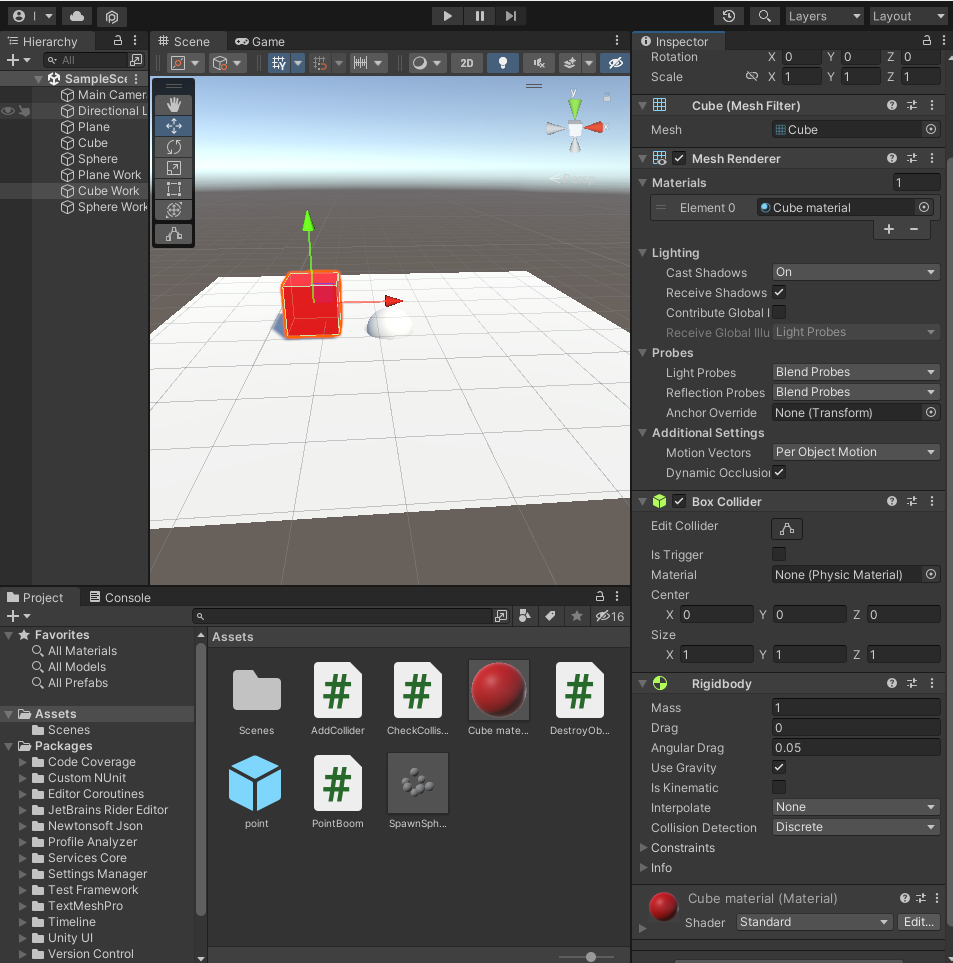 Layers
Layout
Hierarchy
All
SampleSce
Main Camer
Directional L
Plane
Cube
Sphere
Plane Work
Cube Work
Sphere Work
Scene
Game
2D
y
Inspector
Rotation X 0 Y 0 Z 0
Scale X 1 Y 1 Z 1
Cube (Mesh Filter)
Mesh Cube
Mesh Renderer
Materials 1
Element 0 Cube material
Lighting
Cast Shadows On
Receive Shadows
Contribute Global I
Receive Global Illu Light Probes
Probes
Light Probes Blend Probes
Reflection Probes Blend Probes
Anchor Override None (Transform)
Additional Settings
Motion Vectors Per Object Motion
Dynamic Occlusion
Box Collider
Edit Collider
Is Trigger
Material None (Physic Material)
Center
X 0 Y 0 Z 0
Size
X 1 Y 1 Z 1
Rigidbody
Mass 1
Drag 0
Angular Drag 0.05
Use Gravity
Is Kinematic
Interpolate None
Collision Detection Discrete
Constraints
Info
Cube material (Material)
Shader Standard Edit...
Project
Console
16
Favorites
All Materials
All Models
All Prefabs
Assets
Scenes
Packages
Code Coverage
Custom NUnit
Editor Coroutines
JetBrains Rider Editor
Newtonsoft Json
Profile Analyzer
Services Core
Settings Manager
Test Framework
TextMeshPro
Timeline
Unity UI
Version Control
Assets
Scenes
AddCollider
CheckCollis...
Cube mate...
DestroyOb...
point
PointBoom
SpawnSph...